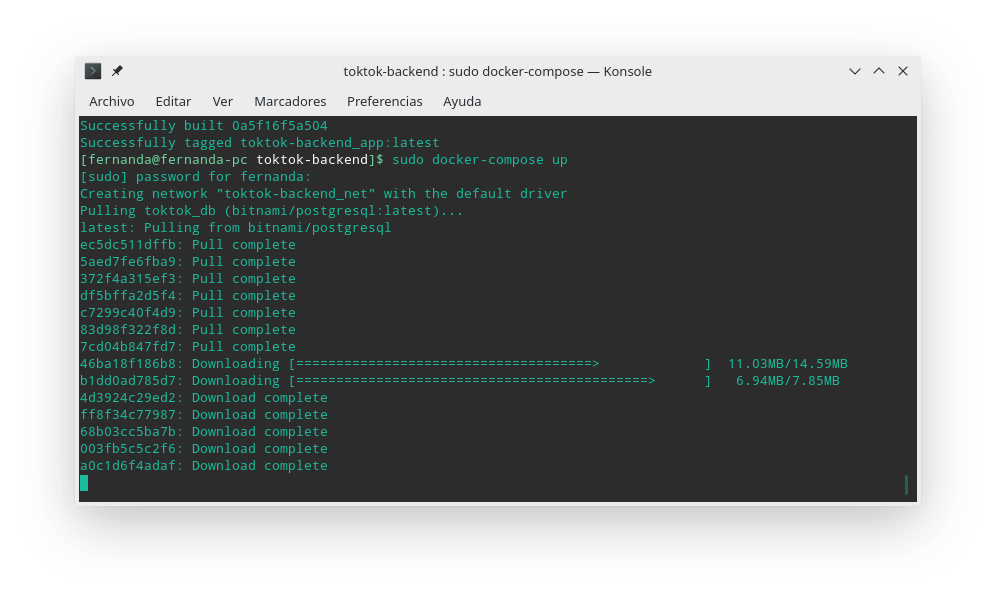 toktok-backend : sudo docker-compose — Konsole
Archivo Editar Ver Marcadores Preferencias Ayuda
Successfully built 0a5f16f5a504
Successfully tagged toktok-backend_app:latest
[fernanda@fernanda-pc toktok-backend]$ sudo docker-compose up
[sudo] password for fernanda:
Creating network "toktok-backend_net" with the default driver
Pulling toktok_db (bitnami/postgresql:latest)...
latest: Pulling from bitnami/postgresql
ec5dc511dffb: Pull complete
5aed7fe6fba9: Pull complete
372f4a315ef3: Pull complete
df5bffa2d5f4: Pull complete
c7299c40f4d9: Pull complete
83d98f322f8d: Pull complete
7cd04b847fd7: Pull complete
46ba18f186b8: Downloading [=====================================>             ]  11.03MB/14.59MB
b1dd0ad785d7: Downloading [============================================>      ]   6.94MB/7.85MB
4d3924c29ed2: Download complete
ff8f34c77987: Download complete
68b03cc5ba7b: Download complete
003fb5c5c2f6: Download complete
a0c1d6f4adaf: Download complete